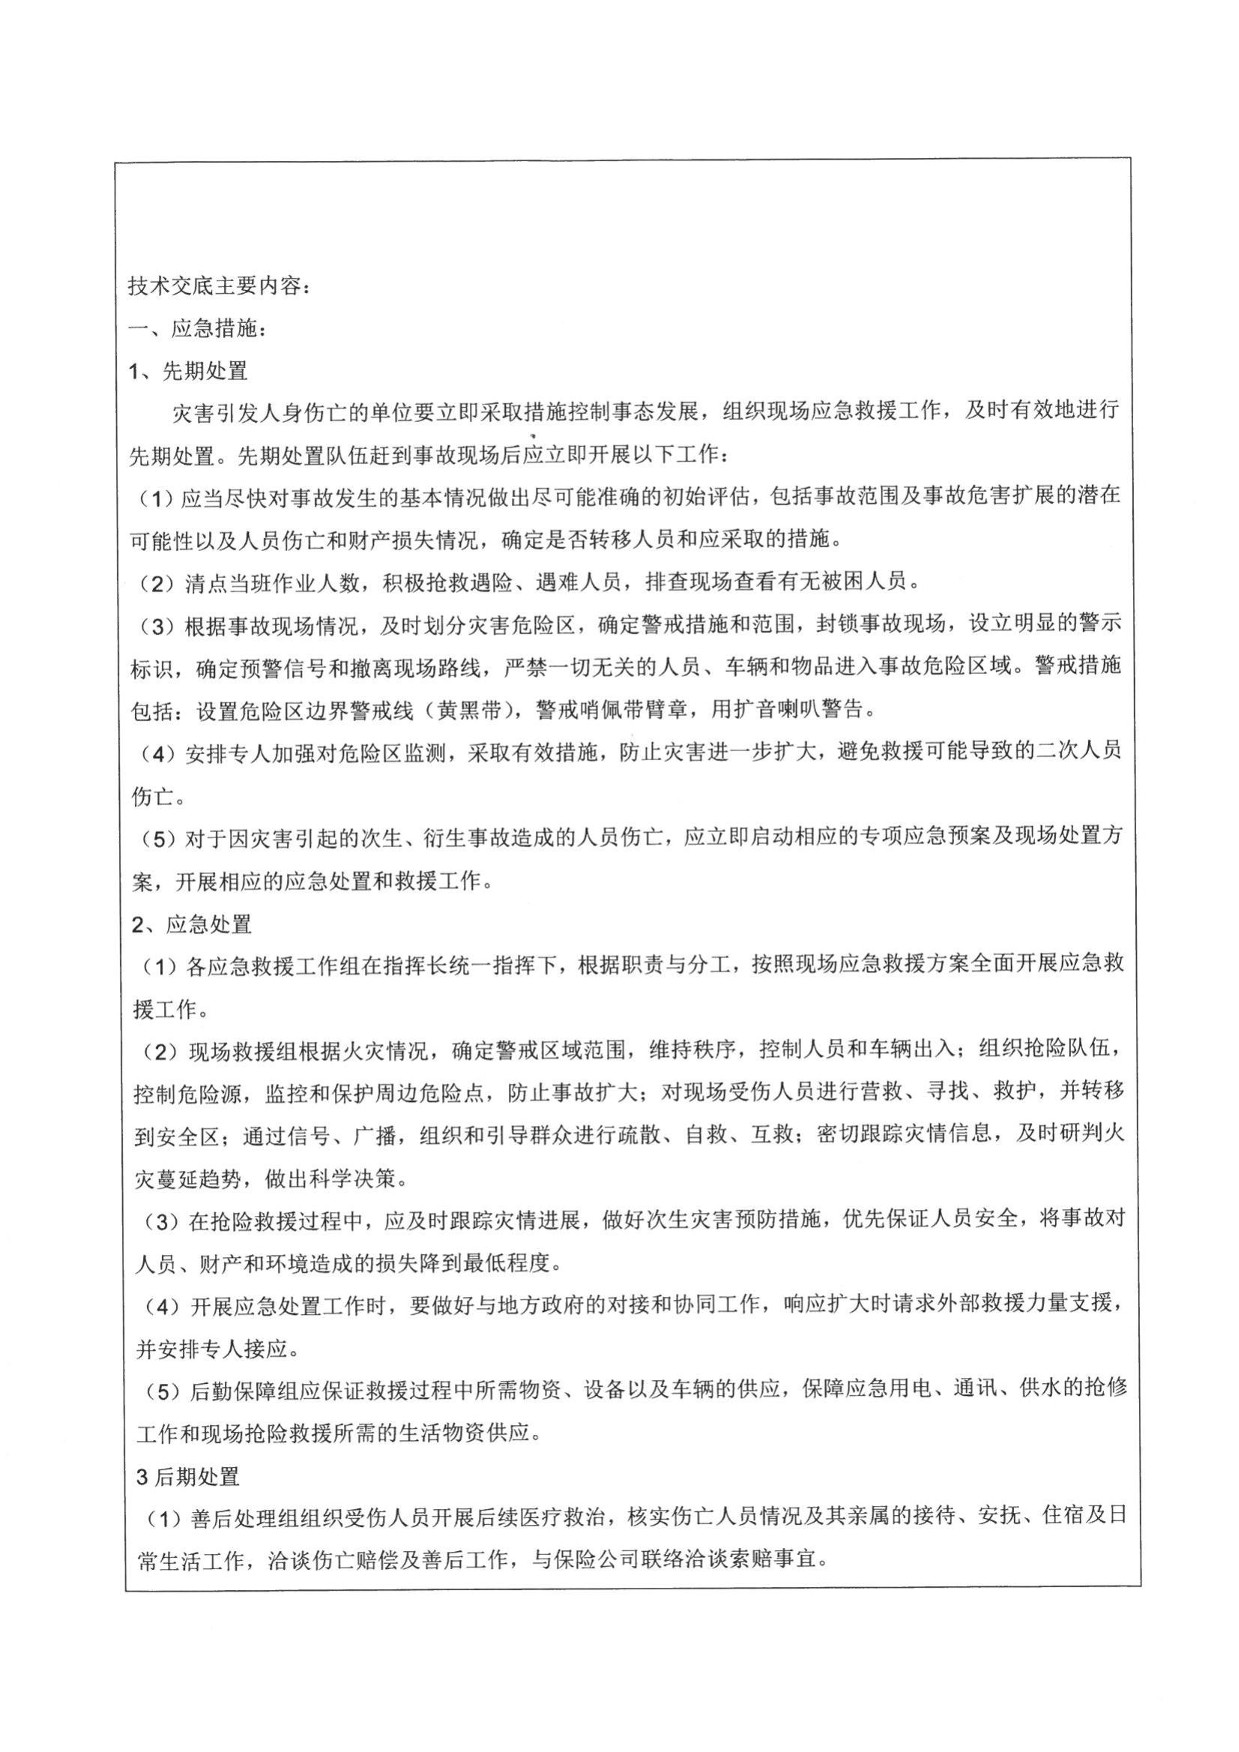 技术交底主要内容：
一、应急措施：
1、先期处置
灾害引发人身伤亡的单位要立即采取措施控制事态发展，组织现场应急救援工作，及时有效地进行
先期处置。先期处置队伍赶到事故现场后应立即开展以下工作：
（1）应当尽快对事故发生的基本情况做出尽可能准确的初始评估，包括事故范围及事故危害扩展的潜在
可能性以及人员伤亡和财产损失情况，确定是否转移人员和应采取的措施。
（2）清点当班作业人数，积极抢救遇险、遇难人员，排查现场查看有无被困人员。
（3）根据事故现场情况，及时划分灾害危险区，确定警戒措施和范围，封锁事故现场，设立明显的警示
标识，确定预警信号和撤离现场路线，严禁一切无关的人员、车辆和物品进入事故危险区域。警戒措施
包括：设置危险区边界警戒线（黄黑带），警戒哨佩带臂章，用扩音喇叭警告。
（4）安排专人加强对危险区监测，采取有效措施，防止灾害进一步扩大，避免救援可能导致的二次人员
伤亡。
（5）对于因灾害引起的次生、衍生事故造成的人员伤亡，应立即启动相应的专项应急预案及现场处置方
案，开展相应的应急处置和救援工作。
2、应急处置
（1）各应急救援工作组在指挥长统一指挥下，根据职责与分工，按照现场应急救援方案全面开展应急救
援工作。
（2）现场救援组根据火灾情况，确定警戒区域范围，维持秩序，控制人员和车辆出入；组织抢险队伍，
控制危险源，监控和保护周边危险点，防止事故扩大；对现场受伤人员进行营救、寻找、救护，并转移
到安全区；通过信号、广播，组织和引导群众进行疏散、自救、互救；密切跟踪灾情信息，及时研判火
灾蔓延趋势，做出科学决策。
（3）在抢险救援过程中，应及时跟踪灾情进展，做好次生灾害预防措施，优先保证人员安全，将事故对
人员、财产和环境造成的损失降到最低程度。
（4）开展应急处置工作时，要做好与地方政府的对接和协同工作，响应扩大时请求外部救援力量支援，
并安排专人接应。
（5）后勤保障组应保证救援过程中所需物资、设备以及车辆的供应，保障应急用电、通讯、供水的抢修
工作和现场抢险救援所需的生活物资供应。
3 后期处置
（1）善后处理组组织受伤人员开展后续医疗救治，核实伤亡人员情况及其亲属的接待、安抚、住宿及日
常生活工作，洽谈伤亡赔偿及善后工作，与保险公司联络洽谈索赔事宜。